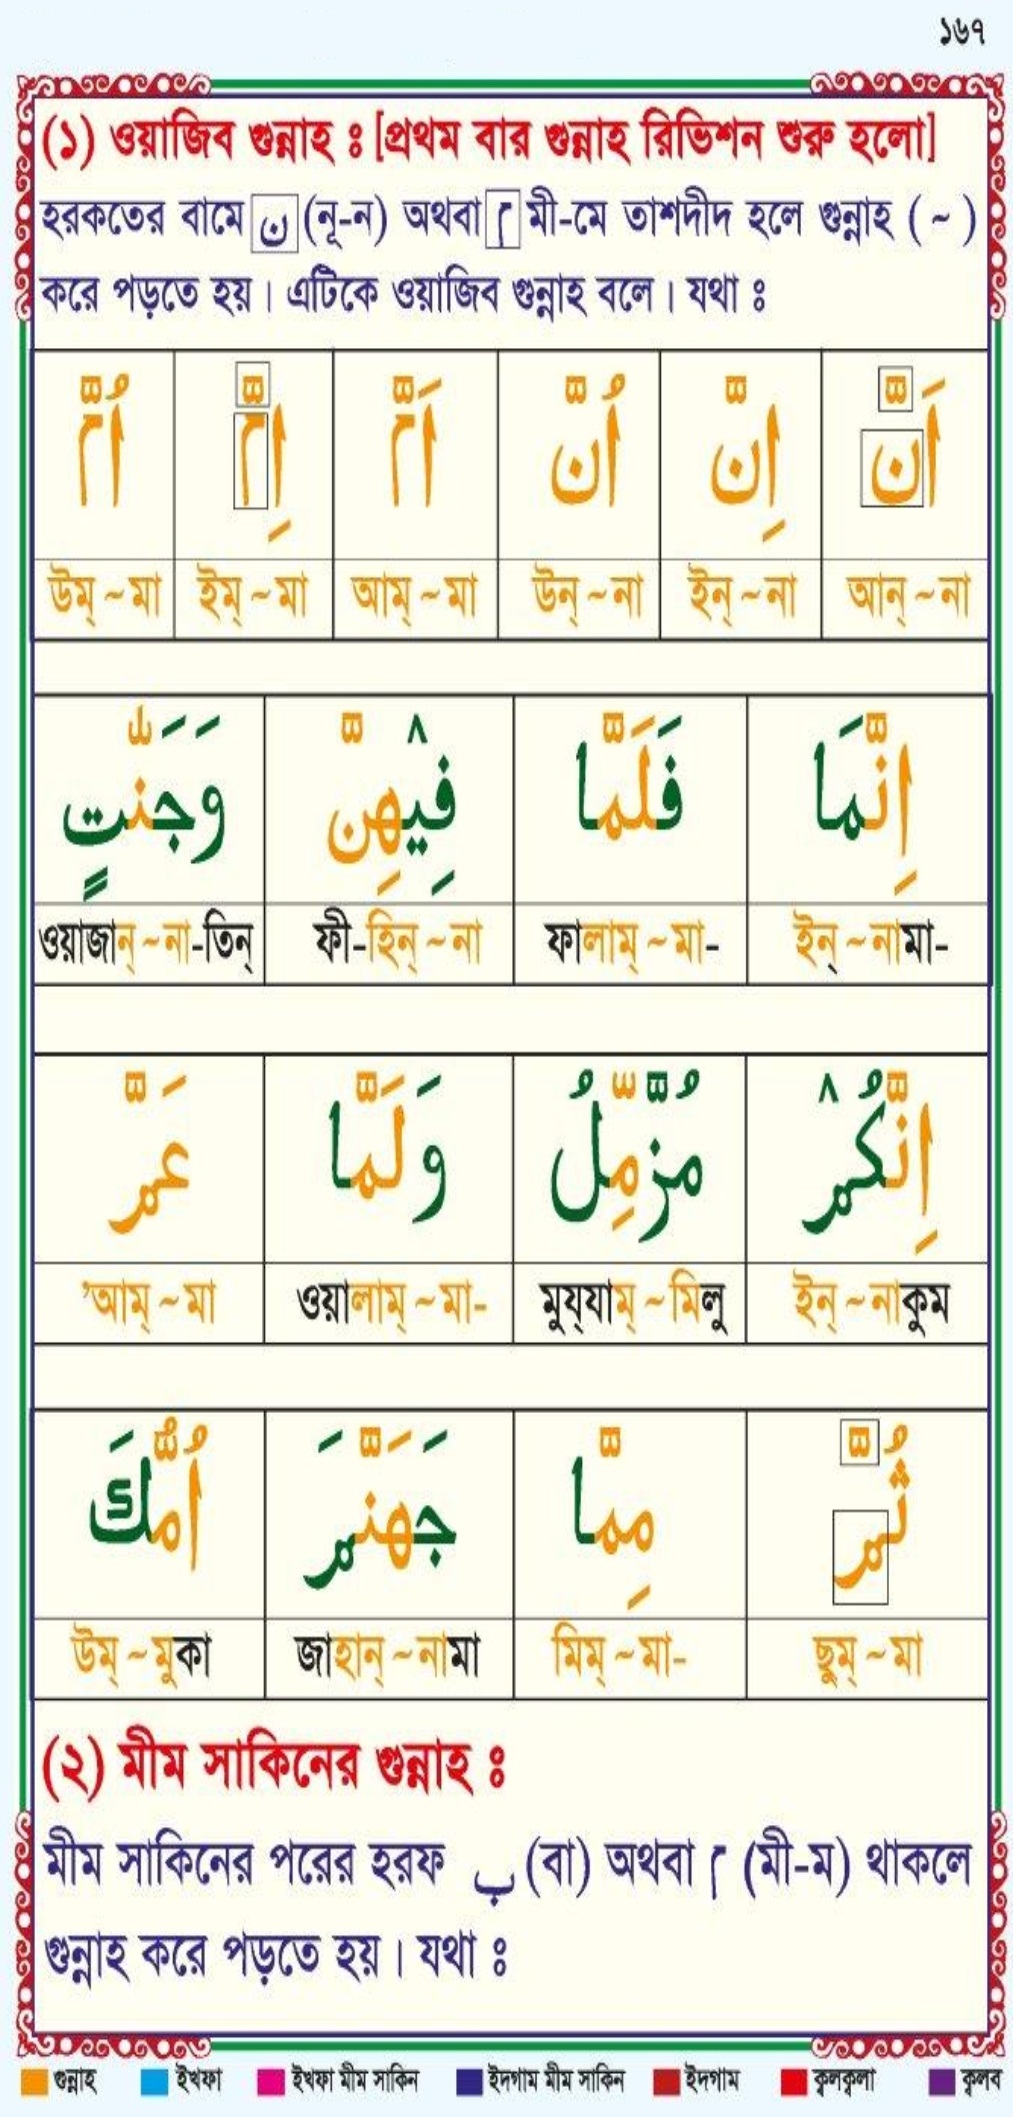 ১৬৭
(১) ওয়াজিব গুন্নাহ ঃ [প্রথম বার গুন্নাহ রিভিশন শুরু হলো]
হরকতের বামে ن (নূ-ন) অথবা م মী-মে তাশদীদ হলে গুন্নাহ ( ~ )
করে পড়তে হয়। এটিকে ওয়াজিব গুন্নাহ বলে। যথা ঃ
اُمَّ اِمَّ اَمَّ اُنَّ اِنَّ اَنَّ
উম্ ~ মা ইম্ ~ মা আম্ ~ মা উন্ ~ না ইন্ ~ না আন্ ~ না
وَجَنّٰتٍ فِيْهِنَّ فَلَمَّا اِنَّمَا
ওয়াজান্ ~ না-তিন্ ফী-হিন্ ~ না ফালাম্ ~ মা- ইন্ ~ নামা-
عَمَّ وَلَمَّا مُزَّمِّلُ اِنَّكُمْ
’আম্ ~ মা ওয়ালাম্ ~ মা- মুয্যাম্ ~ মিলু ইন্ ~ নাকুম
اُمُّكَ جَهَنَّمَ مِمَّا ثُمَّ
উম্ ~ মুকা জাহান্ ~ নামা মিম্ ~ মা- ছুম্ ~ মা
(২) মীম সাকিনের গুন্নাহ ঃ
মীম সাকিনের পরের হরফ ب (বা) অথবা م (মী-ম) থাকলে
গুন্নাহ করে পড়তে হয়। যথা ঃ
গুন্নাহ ইখফা ইখফা মীম সাকিন ইদগাম মীম সাকিন ইদগাম ক্বলক্বলা ক্বলব